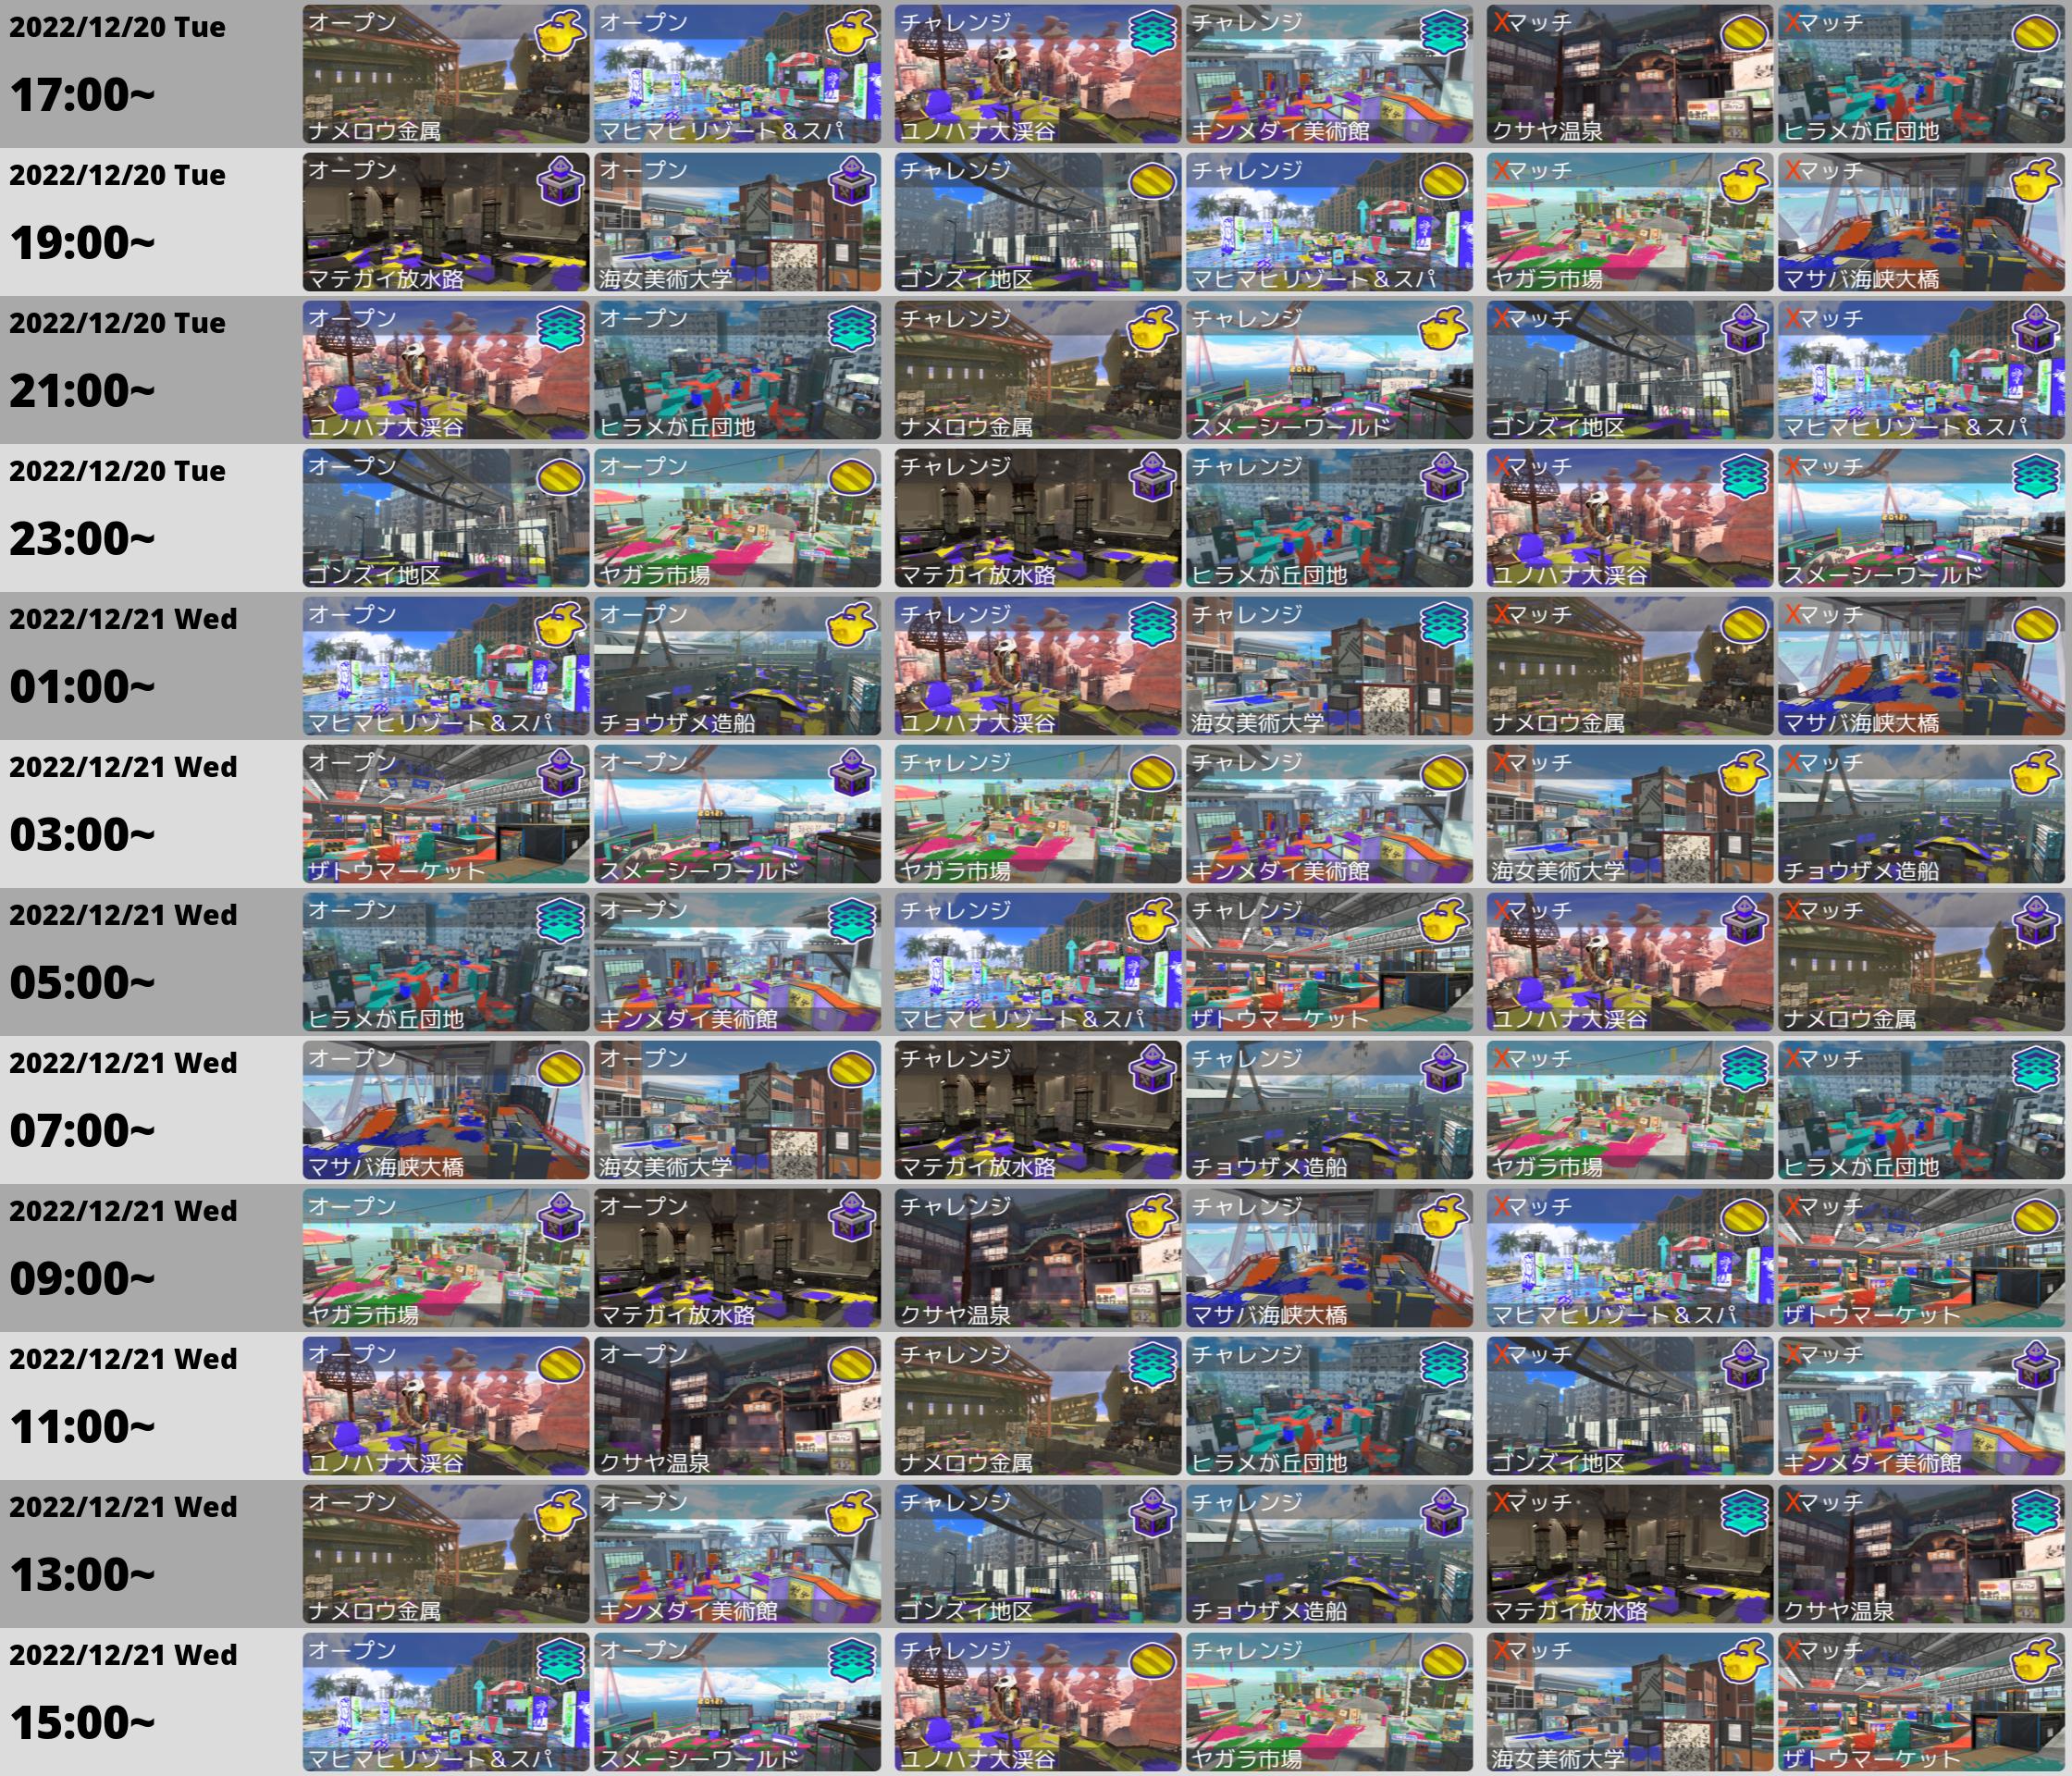 2022/12/20 Tue
17:00~
オープン オープン チャレンジ チャレンジ Xマッチ Xマッチ
ナメロウ金属 マヒマヒリゾート＆スパ ユノハナ大渓谷 キンメダイ美術館 クサヤ温泉 ヒラメが丘団地
2022/12/20 Tue
19:00~
オープン オープン チャレンジ チャレンジ Xマッチ Xマッチ
マテガイ放水路 海女美術大学 ゴンズイ地区 マヒマヒリゾート＆スパ ヤガラ市場 マサバ海峡大橋
2022/12/20 Tue
21:00~
オープン オープン チャレンジ チャレンジ Xマッチ Xマッチ
ユノハナ大渓谷 ヒラメが丘団地 ナメロウ金属 スメーシーワールド ゴンズイ地区 マヒマヒリゾート＆スパ
2022/12/20 Tue
23:00~
オープン オープン チャレンジ チャレンジ Xマッチ Xマッチ
ゴンズイ地区 ヤガラ市場 マテガイ放水路 ヒラメが丘団地 ユノハナ大渓谷 スメーシーワールド
2022/12/21 Wed
01:00~
オープン オープン チャレンジ チャレンジ Xマッチ Xマッチ
マヒマヒリゾート＆スパ チョウザメ造船 ユノハナ大渓谷 海女美術大学 ナメロウ金属 マサバ海峡大橋
2022/12/21 Wed
03:00~
オープン オープン チャレンジ チャレンジ Xマッチ Xマッチ
ザトウマーケット スメーシーワールド ヤガラ市場 キンメダイ美術館 海女美術大学 チョウザメ造船
2022/12/21 Wed
05:00~
オープン オープン チャレンジ チャレンジ Xマッチ Xマッチ
ヒラメが丘団地 キンメダイ美術館 マヒマヒリゾート＆スパ ザトウマーケット ユノハナ大渓谷 ナメロウ金属
2022/12/21 Wed
07:00~
オープン オープン チャレンジ チャレンジ Xマッチ Xマッチ
マサバ海峡大橋 海女美術大学 マテガイ放水路 チョウザメ造船 ヤガラ市場 ヒラメが丘団地
2022/12/21 Wed
09:00~
オープン オープン チャレンジ チャレンジ Xマッチ Xマッチ
ヤガラ市場 マテガイ放水路 クサヤ温泉 マサバ海峡大橋 マヒマヒリゾート＆スパ ザトウマーケット
2022/12/21 Wed
11:00~
オープン オープン チャレンジ チャレンジ Xマッチ Xマッチ
ユノハナ大渓谷 クサヤ温泉 ナメロウ金属 ヒラメが丘団地 ゴンズイ地区 キンメダイ美術館
2022/12/21 Wed
13:00~
オープン オープン チャレンジ チャレンジ Xマッチ Xマッチ
ナメロウ金属 キンメダイ美術館 ゴンズイ地区 チョウザメ造船 マテガイ放水路 クサヤ温泉
2022/12/21 Wed
15:00~
オープン オープン チャレンジ チャレンジ Xマッチ Xマッチ
マヒマヒリゾート＆スパ スメーシーワールド ユノハナ大渓谷 ヤガラ市場 海女美術大学 ザトウマーケット